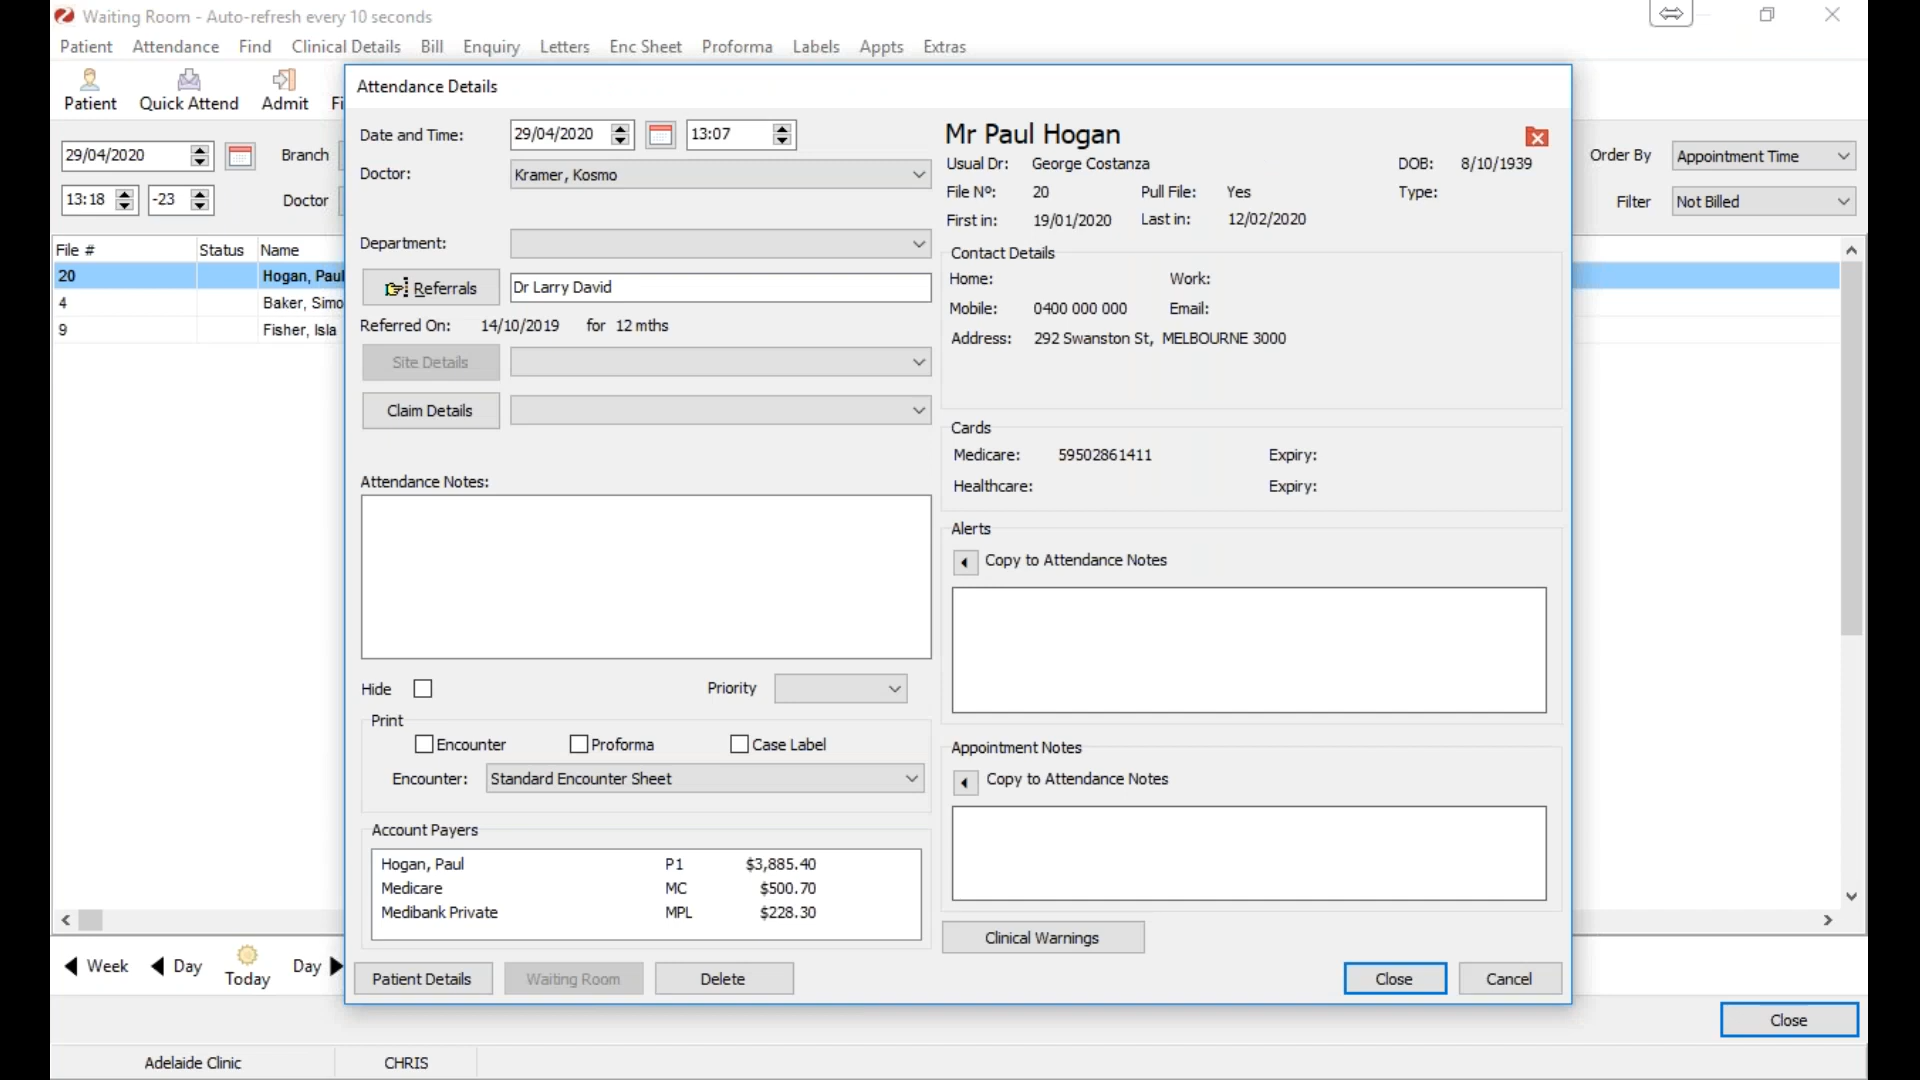 Waiting Room - Auto-refresh every 10 seconds
Patient Attendance Find Clinical Details Bill Enquiry Letters Enc Sheet Proforma Labels Appts Extras
Patient Quick Attend Admit Fi
29/04/2020 Branch
13:18 -23 Doctor
Order By Appointment Time
Filter Not Billed
File # Status Name
20 Hogan, Paul
4 Baker, Simo
9 Fisher, Isla
Attendance Details
Date and Time: 29/04/2020 13:07
Doctor: Kramer, Kosmo
Department:
Referrals Dr Larry David
Referred On: 14/10/2019 for 12 mths
Site Details
Claim Details
Attendance Notes:
Hide Priority
Print
Encounter Proforma Case Label
Encounter: Standard Encounter Sheet
Account Payers
Hogan, Paul P1 $3,885.40
Medicare MC $500.70
Medibank Private MPL $228.30
Patient Details Waiting Room Delete
Mr Paul Hogan
Usual Dr: George Costanza DOB: 8/10/1939
File Nº: 20 Pull File: Yes Type:
First in: 19/01/2020 Last in: 12/02/2020
Contact Details
Home: Work:
Mobile: 0400 000 000 Email:
Address: 292 Swanston St, MELBOURNE 3000
Cards
Medicare: 59502861411 Expiry:
Healthcare: Expiry:
Alerts
Copy to Attendance Notes
Appointment Notes
Copy to Attendance Notes
Clinical Warnings
Close Cancel
Week Day Today Day
Close
Adelaide Clinic CHRIS